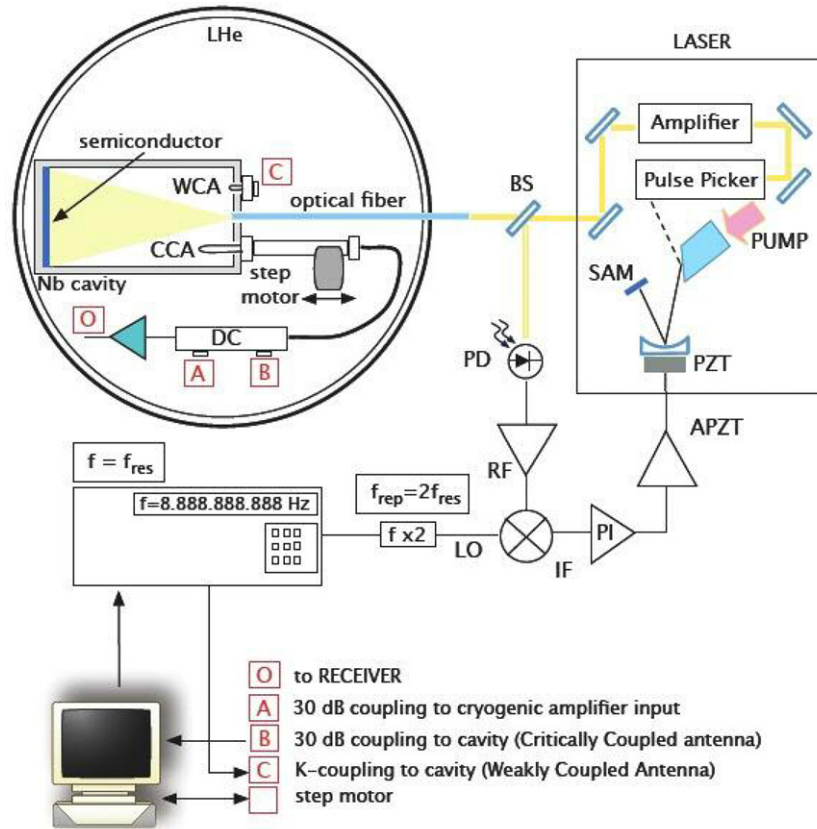 LHe
LASER
semiconductor
Amplifier
WCA
C
BS
Pulse Picker
optical fiber
PUMP
CCA
SAM
Nb cavity
step
motor
O
DC
A
B
PD
PZT
APZT
f = fres
RF
frep=2fres
f=8.888.888.888 Hz
f x2
LO
PI
IF
O to RECEIVER
A 30 dB coupling to cryogenic amplifier input
B 30 dB coupling to cavity (Critically Coupled antenna)
C K-coupling to cavity (Weakly Coupled Antenna)
step motor